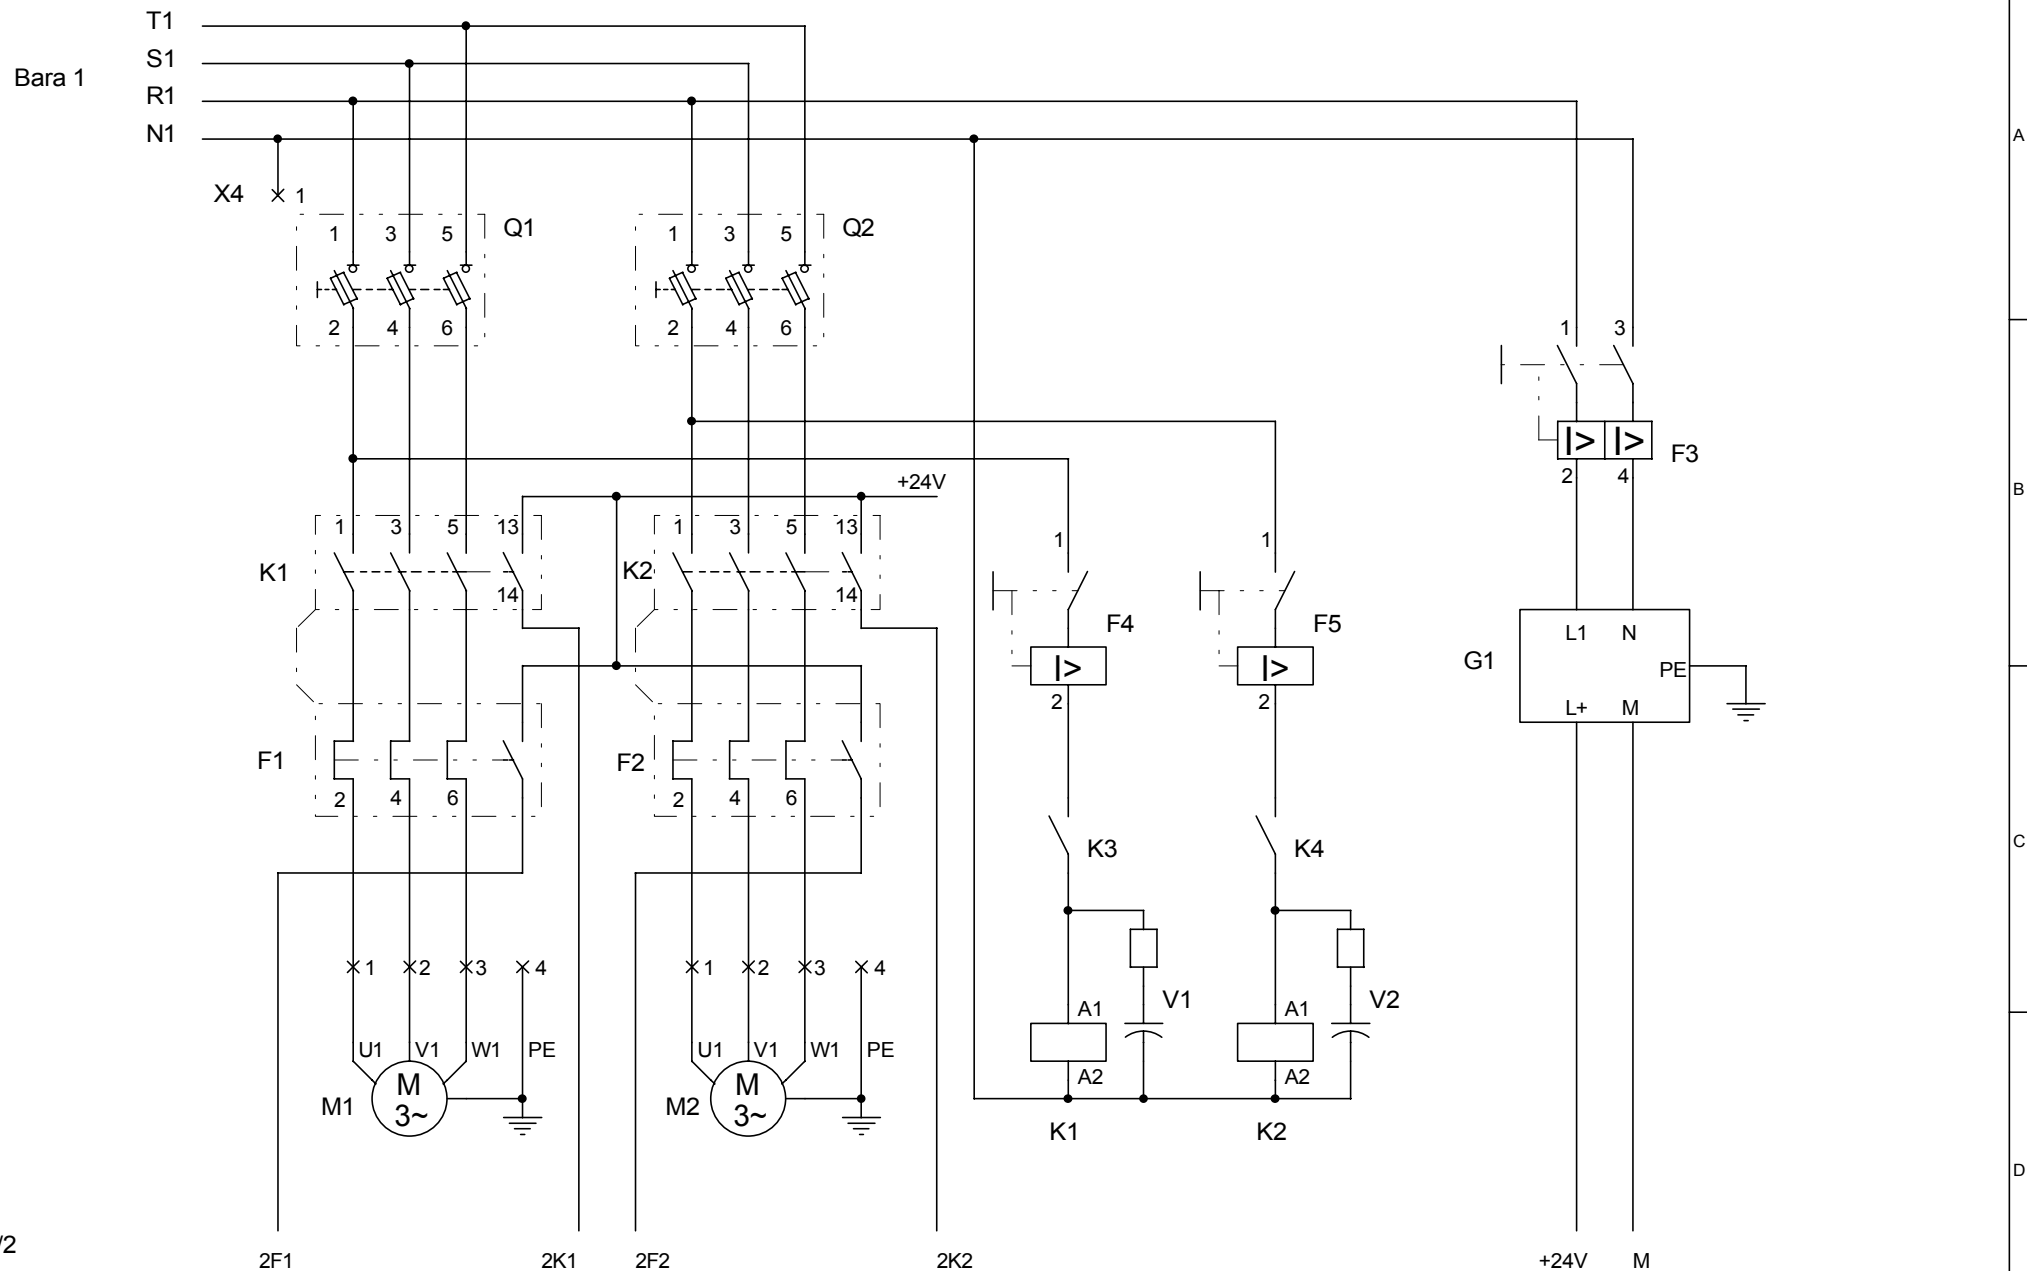 T1
S1
Bara 1
R1
N1
A
X4 1
Q1 Q2
1 3 5 1 3 5
2 4 6 2 4 6
1 3
I> I> F3
2 4
+24V
B
1 3 5 13 1 3 5 13
1 1
K1 K2
14 14
F4 F5
L1 N
G1 PE
I> I>
2 2
L+ M
F1 F2
2 4 6 2 4 6
K3 K4
C
1 2 3 4 1 2 3 4
V1 V2
A1 A1
U1 V1 W1 PE U1 V1 W1 PE
A2 A2
M M
M1 3~ M2 3~
K1 K2
D
/2
2F1 2K1 2F2 2K2 +24V M